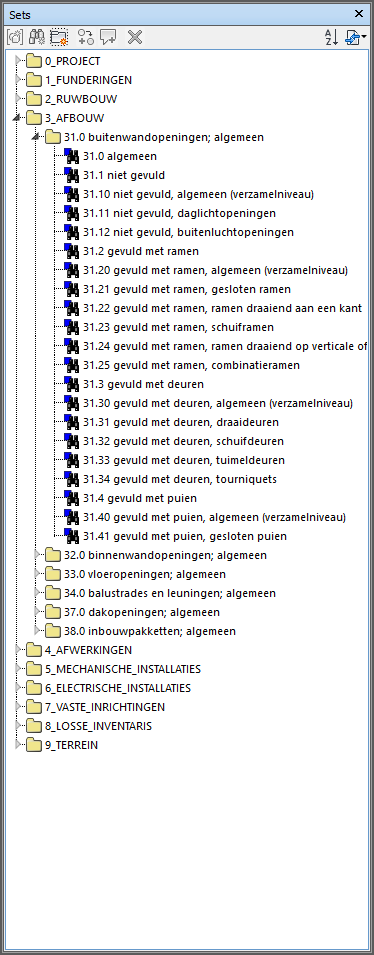 Sets
0_PROJECT
1_FUNDERINGEN
2_RUWBOUW
3_AFBOUW
31.0 buitenwandopeningen; algemeen
31.0 algemeen
31.1 niet gevuld
31.10 niet gevuld, algemeen (verzamelniveau)
31.11 niet gevuld, daglichtopeningen
31.12 niet gevuld, buitenluchtopeningen
31.2 gevuld met ramen
31.20 gevuld met ramen, algemeen (verzamelniveau)
31.21 gevuld met ramen, gesloten ramen
31.22 gevuld met ramen, ramen draaiend aan een kant
31.23 gevuld met ramen, schuiframen
31.24 gevuld met ramen, ramen draaiend op verticale of
31.25 gevuld met ramen, combinatieramen
31.3 gevuld met deuren
31.30 gevuld met deuren, algemeen (verzamelniveau)
31.31 gevuld met deuren, draaideuren
31.32 gevuld met deuren, schuifdeuren
31.33 gevuld met deuren, tuimeldeuren
31.34 gevuld met deuren, tourniquets
31.4 gevuld met puien
31.40 gevuld met puien, algemeen (verzamelniveau)
31.41 gevuld met puien, gesloten puien
32.0 binnenwandopeningen; algemeen
33.0 vloeropeningen; algemeen
34.0 balustrades en leuningen; algemeen
37.0 dakopeningen; algemeen
38.0 inbouwpakketten; algemeen
4_AFWERKINGEN
5_MECHANISCHE_INSTALLATIES
6_ELECTRISCHE_INSTALLATIES
7_VASTE_INRICHTINGEN
8_LOSSE_INVENTARIS
9_TERREIN